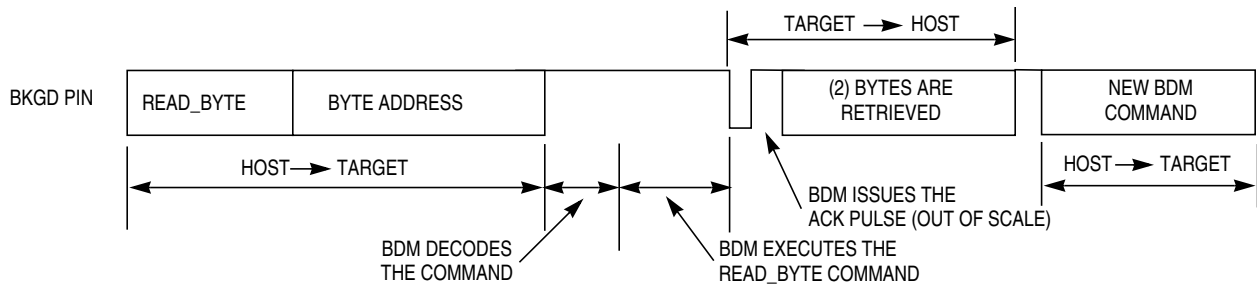 TARGET → HOST
BKGD PIN
READ_BYTE
BYTE ADDRESS
(2) BYTES ARE
RETRIEVED
NEW BDM
COMMAND
HOST → TARGET
HOST → TARGET
BDM ISSUES THE
ACK PULSE (OUT OF SCALE)
BDM DECODES
THE COMMAND
BDM EXECUTES THE
READ_BYTE COMMAND